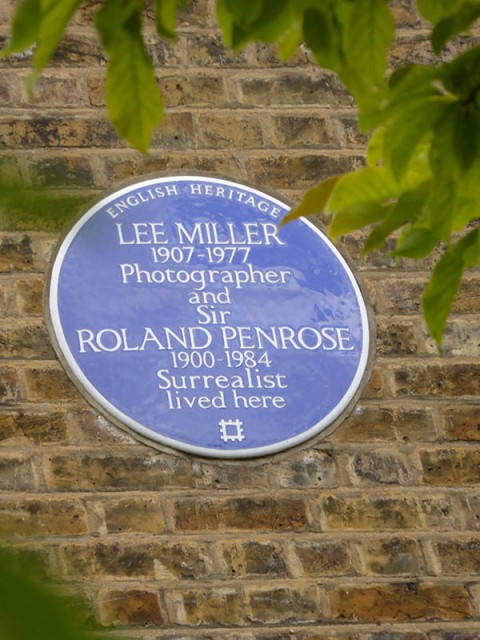 ENGLISH HERITAGE
LEE MILLER
1907-1977
Photographer
and
Sir
ROLAND PENROSE
1900-1984
Surrealist
lived here